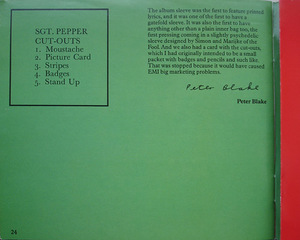 SGT. PEPPER
CUT-OUTS
1. Moustache
2. Picture Card
3. Stripes
4. Badges
5. Stand Up
The album sleeve was the first to feature printed
lyrics, and it was one of the first to have a
gatefold sleeve. It was also the first to have
anything other than a plain inner bag too, the
first pressing coming in a slightly psychedelic
sleeve designed by Simon and Marijke of the
Fool. And we also had a card with the cut-outs,
which I had originally intended to be a small
packet with badges and pencils and such like.
That was stopped because it would have caused
EMI big marketing problems.
Peter Blake
Peter Blake
24